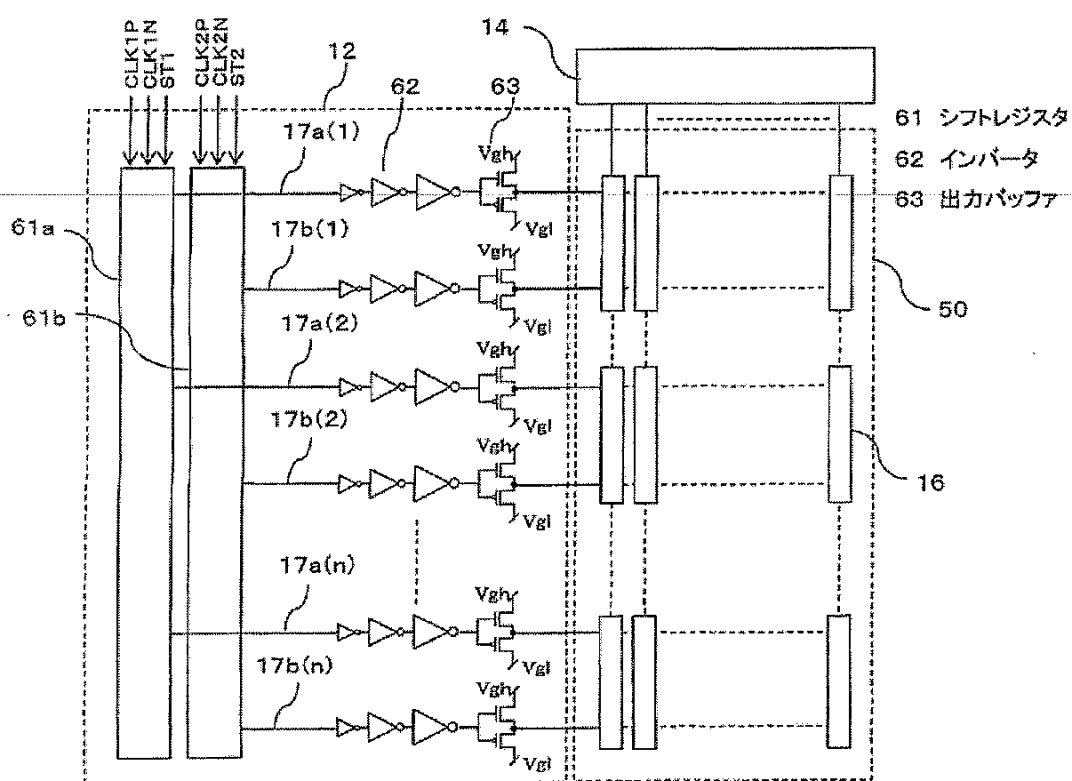 CLK1P
CLK1N
ST1
CLK2P
CLK2N
ST2
12
62
63
14
61 シフトレジスタ
62 インバータ
63 出力バッファ
17a(1)
Vgh
Vgl
61a
17b(1)
Vgh
Vgl
50
61b
17a(2)
Vgh
Vgl
17b(2)
Vgh
Vgl
16
17a(n)
Vgh
Vgl
17b(n)
Vgh
Vgl